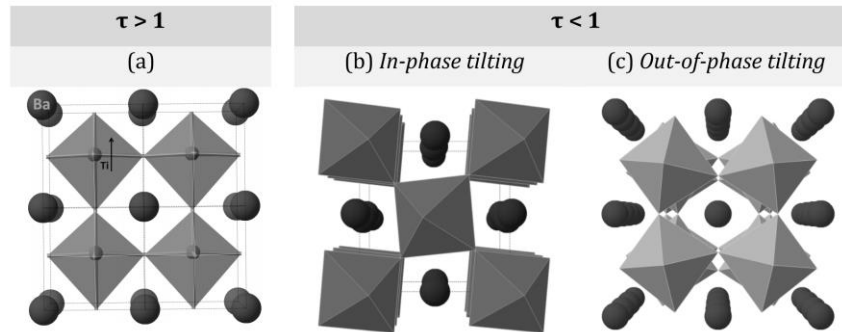 τ > 1
τ < 1
(a)
(b) In-phase tilting
(c) Out-of-phase tilting
Ba
Ti